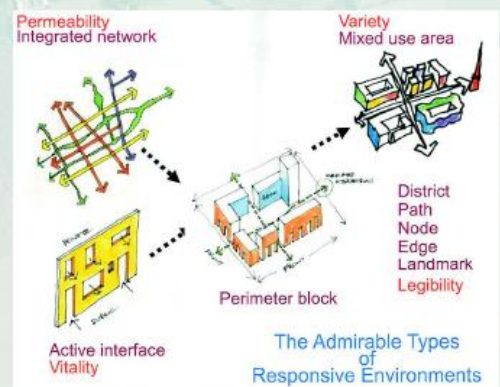 Permeability
Integrated network
Variety
Mixed use area
District
Path
Node
Edge
Landmark
Legibility
Perimeter block
Active interface
Vitality
The Admirable Types
of
Responsive Environments